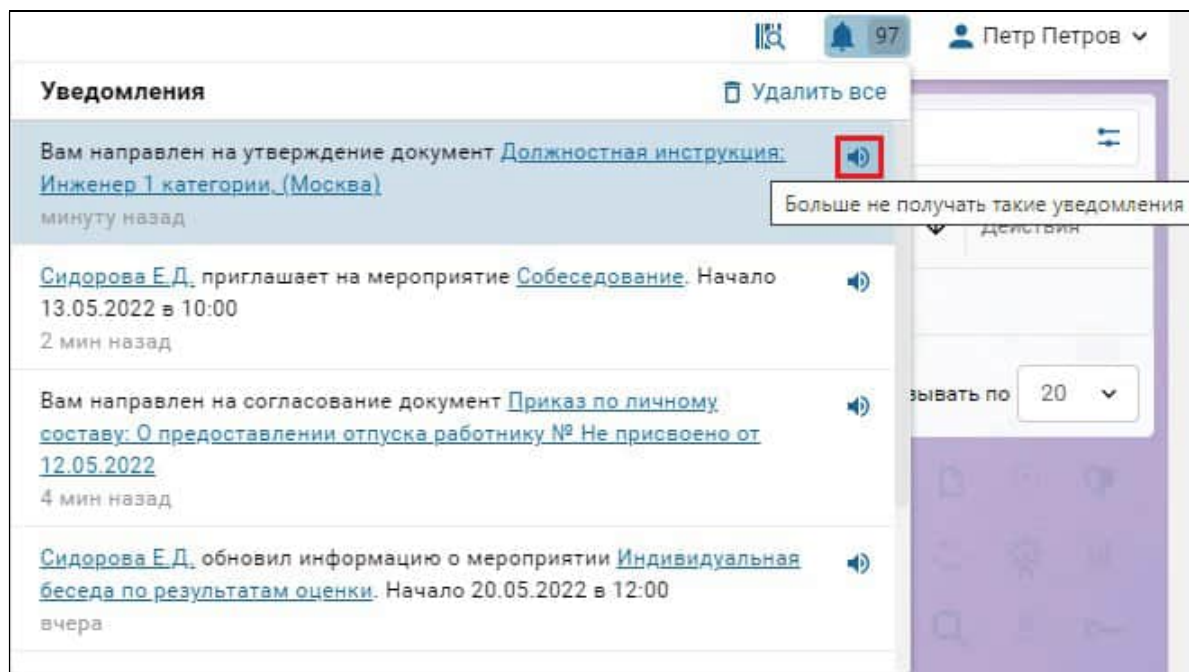 97 Петр Петров
Уведомления Удалить все
Вам направлен на утверждение документ Должностная инструкция:
Инженер 1 категории, (Москва)
минуту назад
Больше не получать такие уведомления
Действия
Сидорова Е.Д. приглашает на мероприятие Собеседование. Начало
13.05.2022 в 10:00
2 мин назад
Вам направлен на согласование документ Приказ по личному
составу: О предоставлении отпуска работнику № Не присвоено от
12.05.2022
4 мин назад
зывать по 20
Сидорова Е.Д. обновил информацию о мероприятии Индивидуальная
беседа по результатам оценки. Начало 20.05.2022 в 12:00
вчера